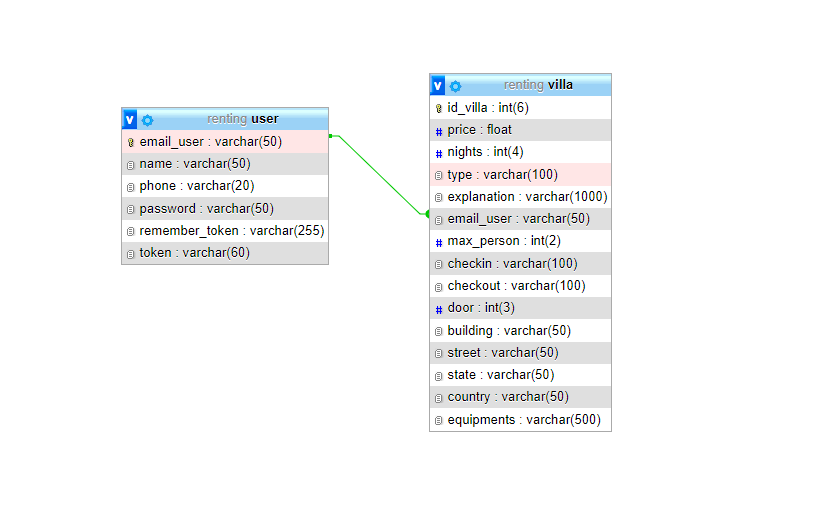 v renting user
email_user : varchar(50)
name : varchar(50)
phone : varchar(20)
password : varchar(50)
remember_token : varchar(255)
token : varchar(60)
v renting villa
id_villa : int(6)
# price : float
# nights : int(4)
type : varchar(100)
explanation : varchar(1000)
email_user : varchar(50)
# max_person : int(2)
checkin : varchar(100)
checkout : varchar(100)
# door : int(3)
building : varchar(50)
street : varchar(50)
state : varchar(50)
country : varchar(50)
equipments : varchar(500)